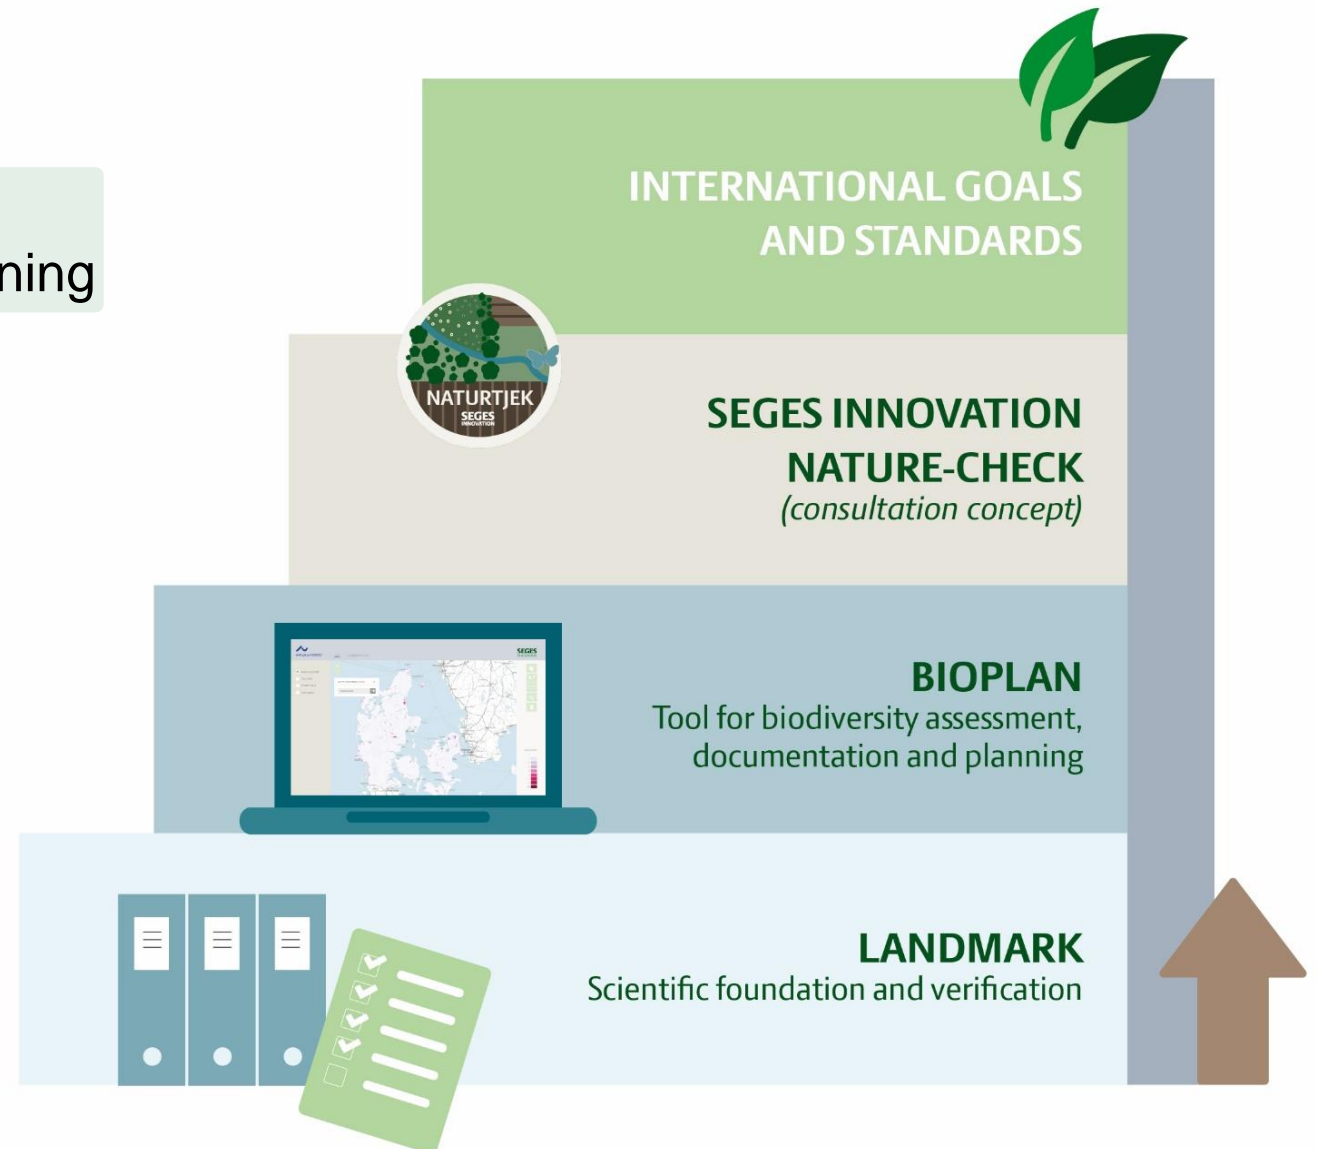 ning
INTERNATIONAL GOALS
AND STANDARDS
NATURTJEK
SEGES
INNOVATION
SEGES INNOVATION
NATURE-CHECK
(consultation concept)
SEGES
BIOPLAN
Tool for biodiversity assessment,
documentation and planning
LANDMARK
Scientific foundation and verification